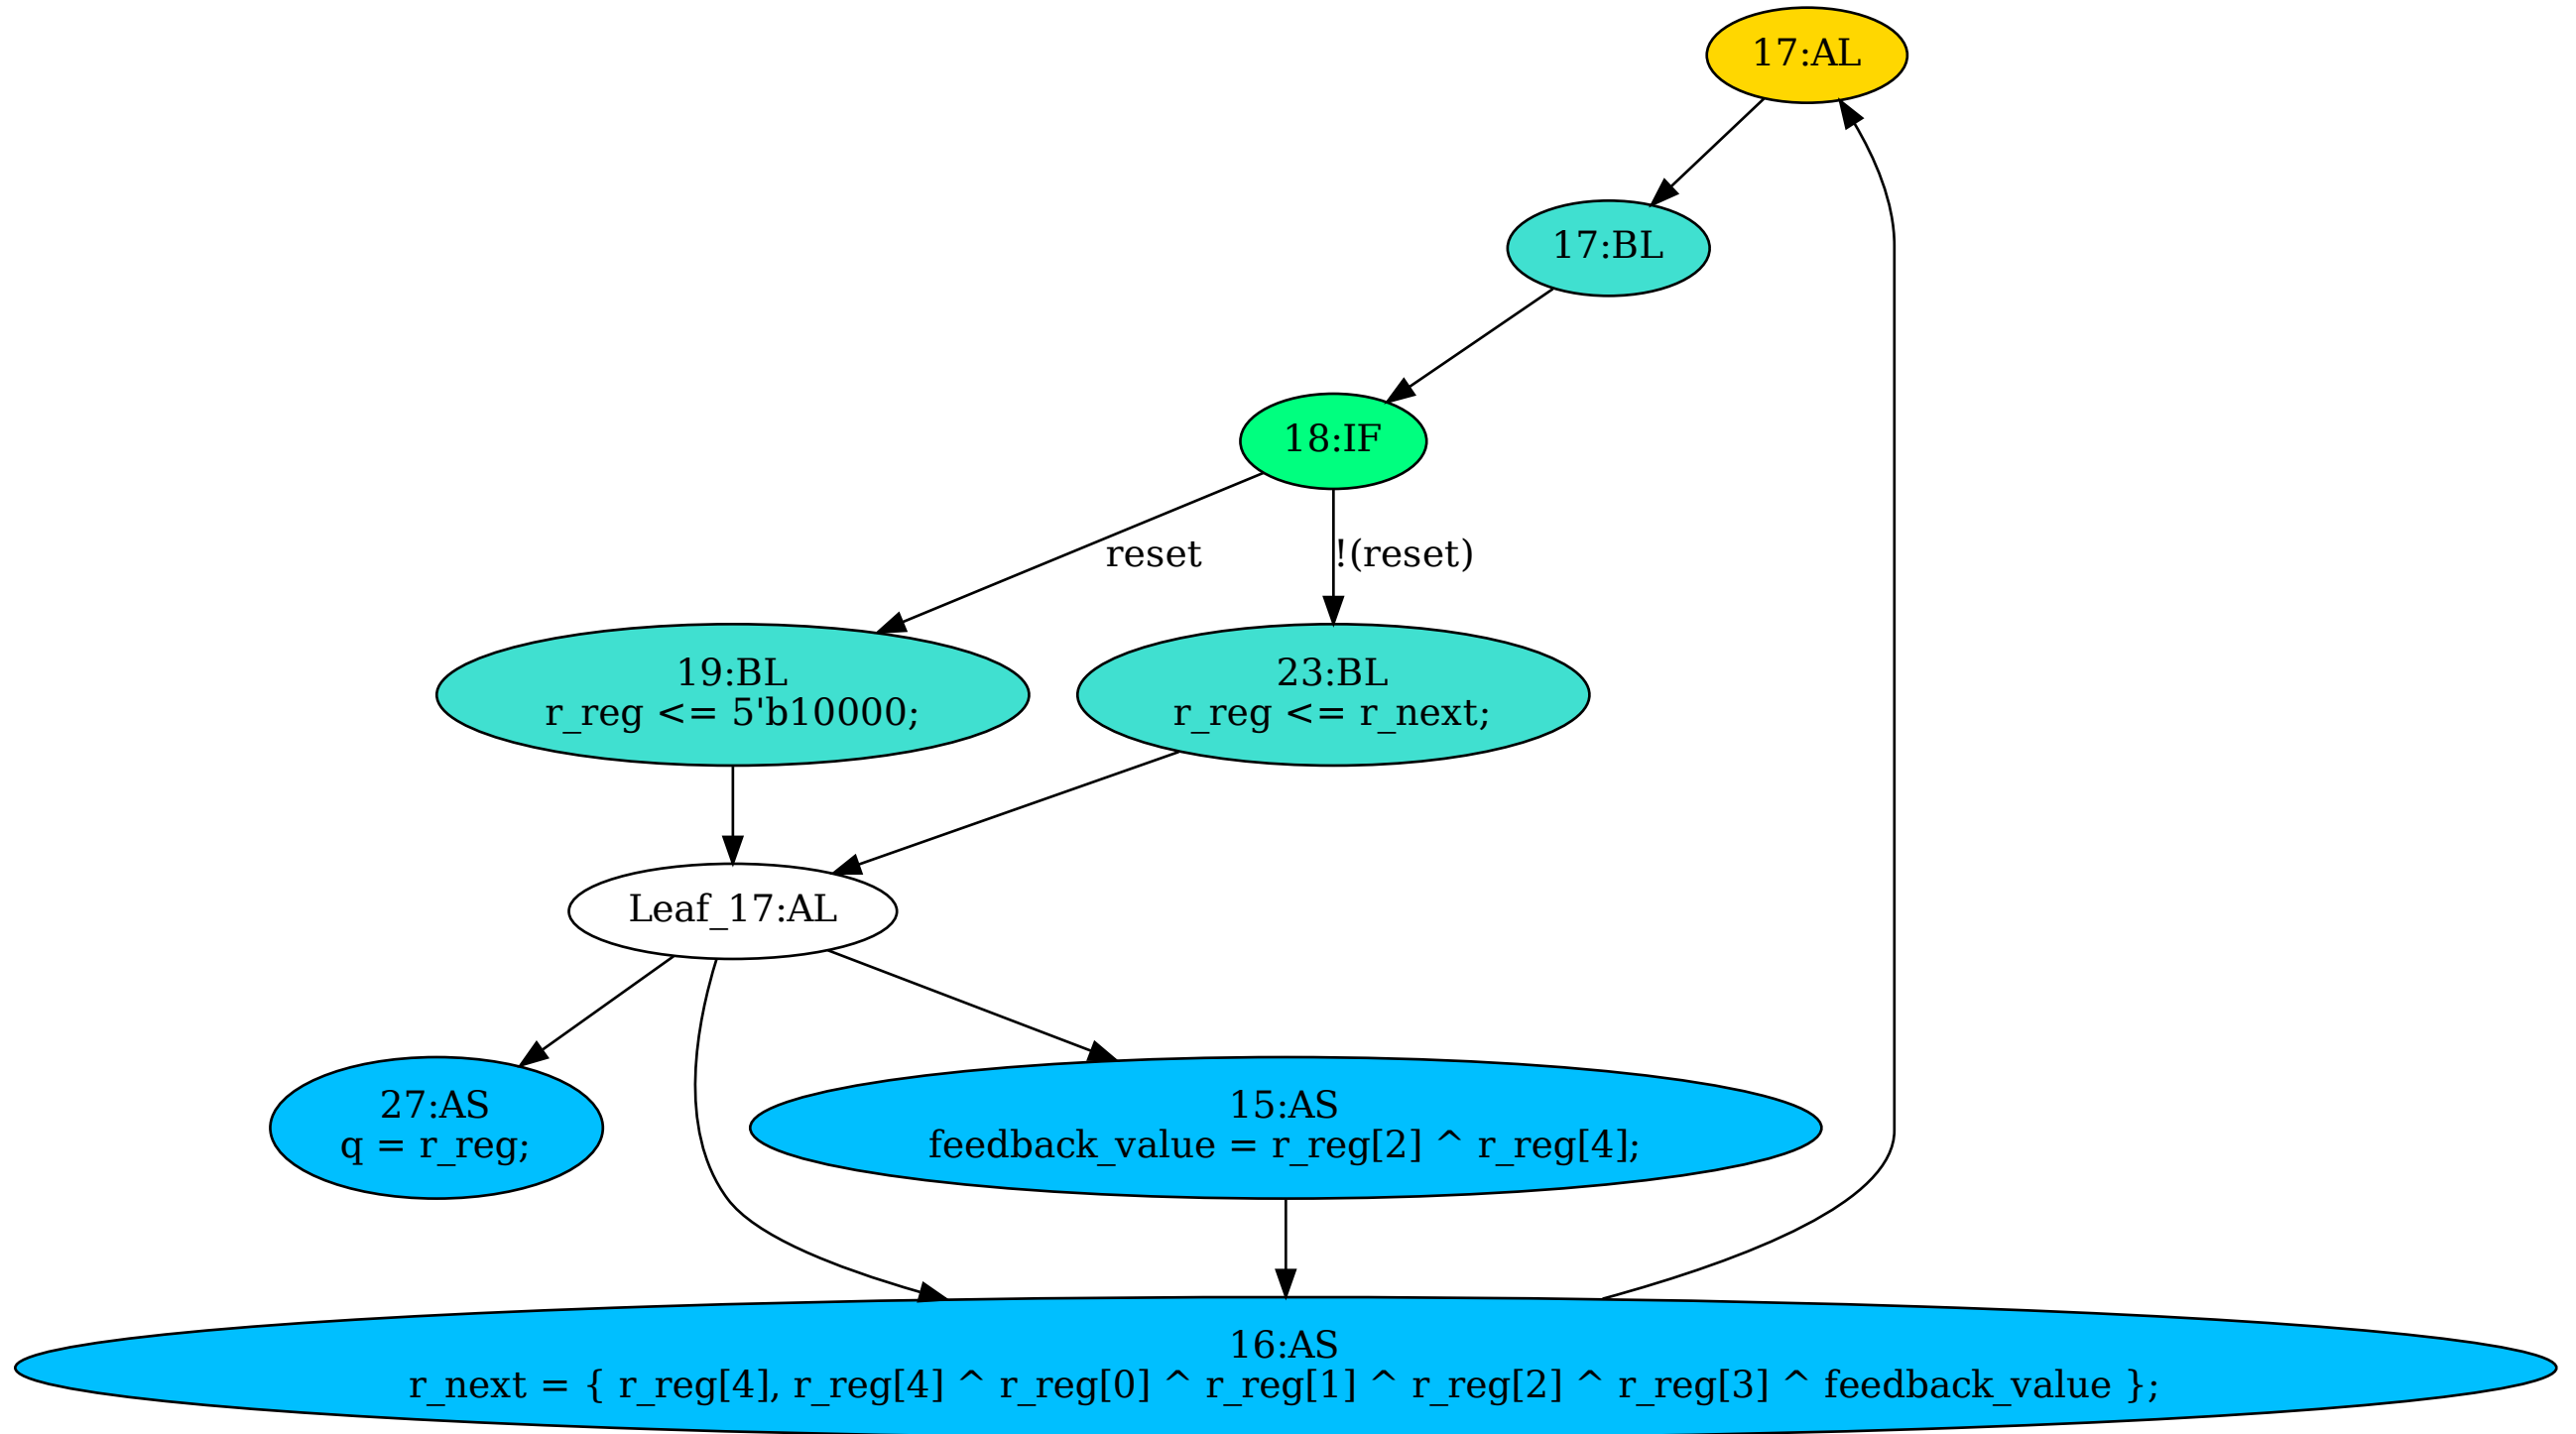 17:AL
17:BL
18:IF
reset
!(reset)
19:BL
r_reg <= 5'b10000;
23:BL
r_reg <= r_next;
Leaf_17:AL
27:AS
q = r_reg;
15:AS
feedback_value = r_reg[2] ^ r_reg[4];
16:AS
r_next = { r_reg[4], r_reg[4] ^ r_reg[0] ^ r_reg[1] ^ r_reg[2] ^ r_reg[3] ^ feedback_value };